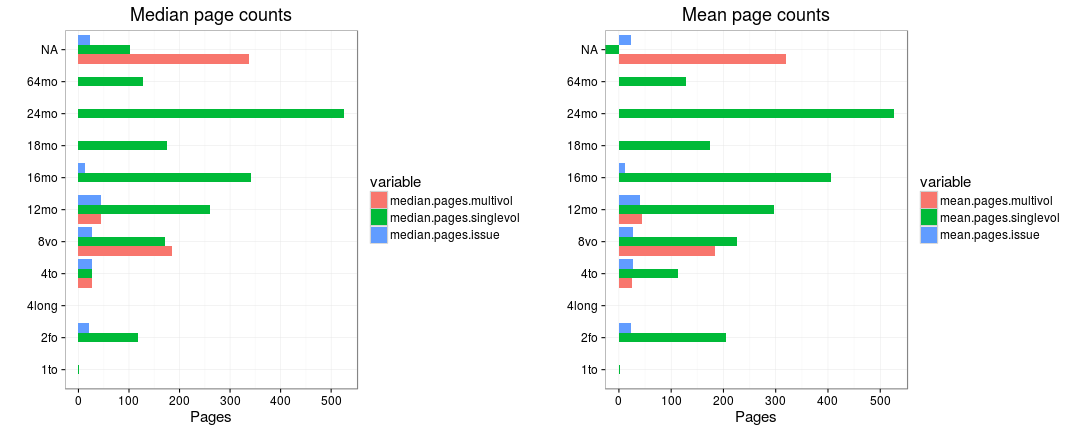 Median page counts
NA
64mo
24mo
18mo
16mo
12mo
8vo
4to
4long
2fo
1to
0 100 200 300 400 500
Pages
variable
median.pages.multivol
median.pages.singlevol
median.pages.issue
Mean page counts
NA
64mo
24mo
18mo
16mo
12mo
8vo
4to
4long
2fo
1to
0 100 200 300 400 500
Pages
variable
mean.pages.multivol
mean.pages.singlevol
mean.pages.issue